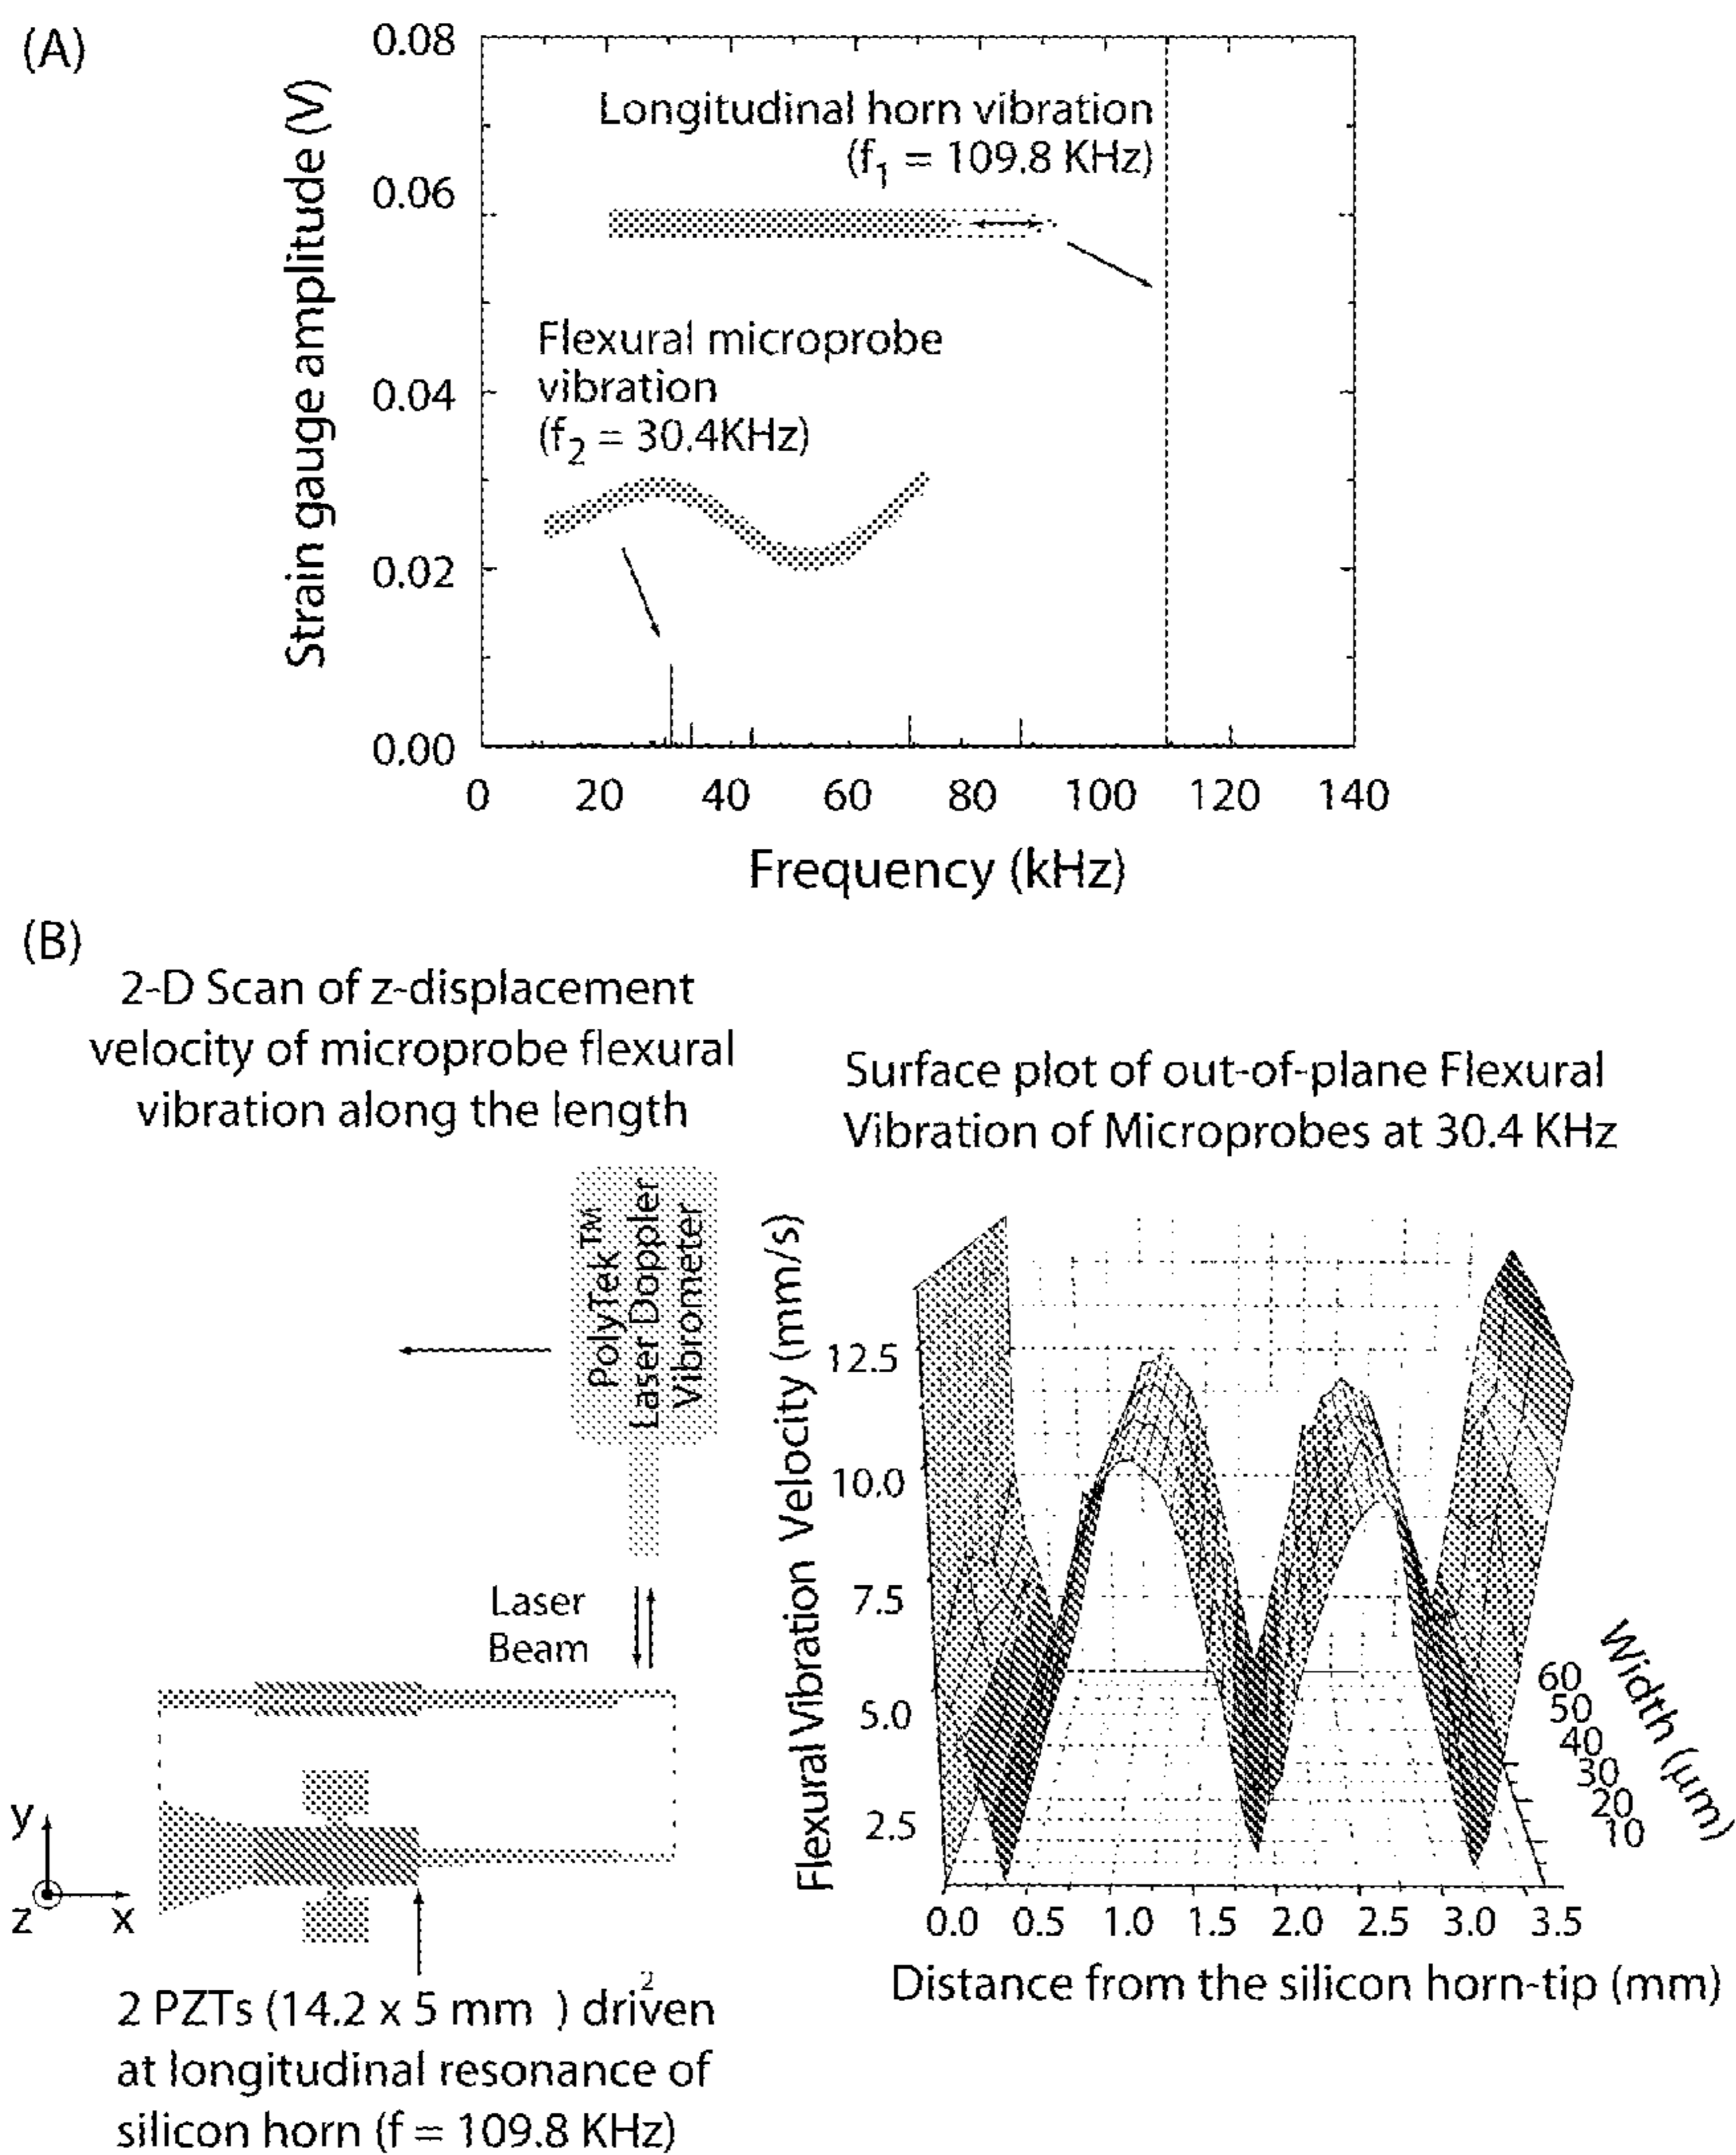 (A)
0.08
0.06
0.04
0.02
0.00
Strain gauge amplitude (V)
Longitudinal horn vibration
(f1 = 109.8 KHz)
Flexural microprobe
vibration
(f2 = 30.4KHz)
0 20 40 60 80 100 120 140
Frequency (kHz)
(B)
2-D Scan of z-displacement
velocity of microprobe flexural
vibration along the length
PolyTek™
Laser Doppler
Vibrometer
Laser
Beam
y
z
x
2 PZTs (14.2 x 5 mm²) driven
at longitudinal resonance of
silicon horn (f = 109.8 KHz)
Surface plot of out-of-plane Flexural
Vibration of Microprobes at 30.4 KHz
Flexural Vibration Velocity (mm/s)
12.5
10.0
7.5
5.0
2.5
60
50
40
30
20
10
Width (µm)
0.0 0.5 1.0 1.5 2.0 2.5 3.0 3.5
Distance from the silicon horn-tip (mm)